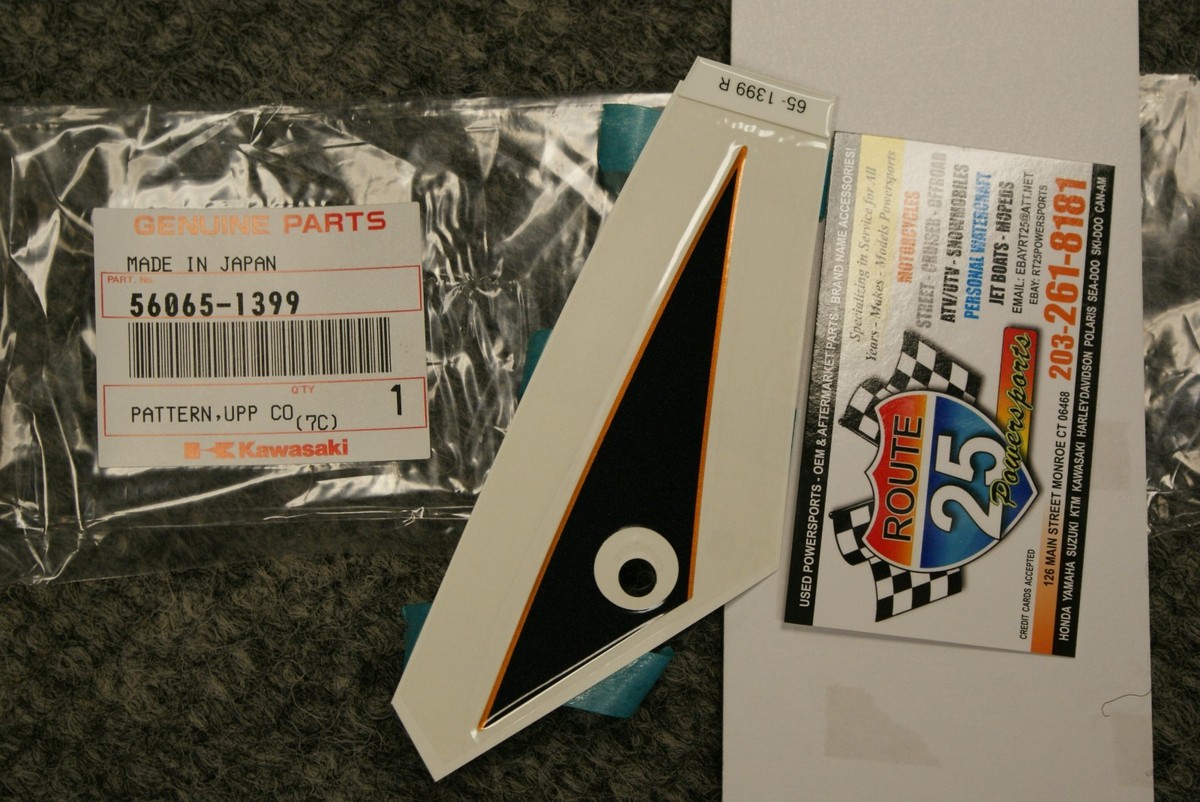 GENUINE PARTS
MADE IN JAPAN
PART. No.
56065-1399
Q'TY
PATTERN,UPP CO(7C)
1
Kawasaki
65-1399 R
USED POWERSPORTS - OEM & AFTERMARKET PARTS - BRAND NAME ACCESSORIES!
Specializing in Service for All
Years - Makes - Models Powersports
MOTORCYCLES
STREET - CRUISER - OFFROAD
ATV/UTV - SNOWMOBILES
PERSONAL WATERCRAFT
JET BOATS - MOPEDS
EMAIL: EBAYRT25@ATT.NET
EBAY: RT25POWERSPORTS
203-261-8181
ROUTE
25
Powersports
CREDIT CARDS ACCEPTED
126 MAIN STREET MONROE CT 06468
HONDA YAMAHA SUZUKI KTM KAWASAKI HARLEYDAVIDSON POLARIS SEA-DOO SKI-DOO CAN-AM